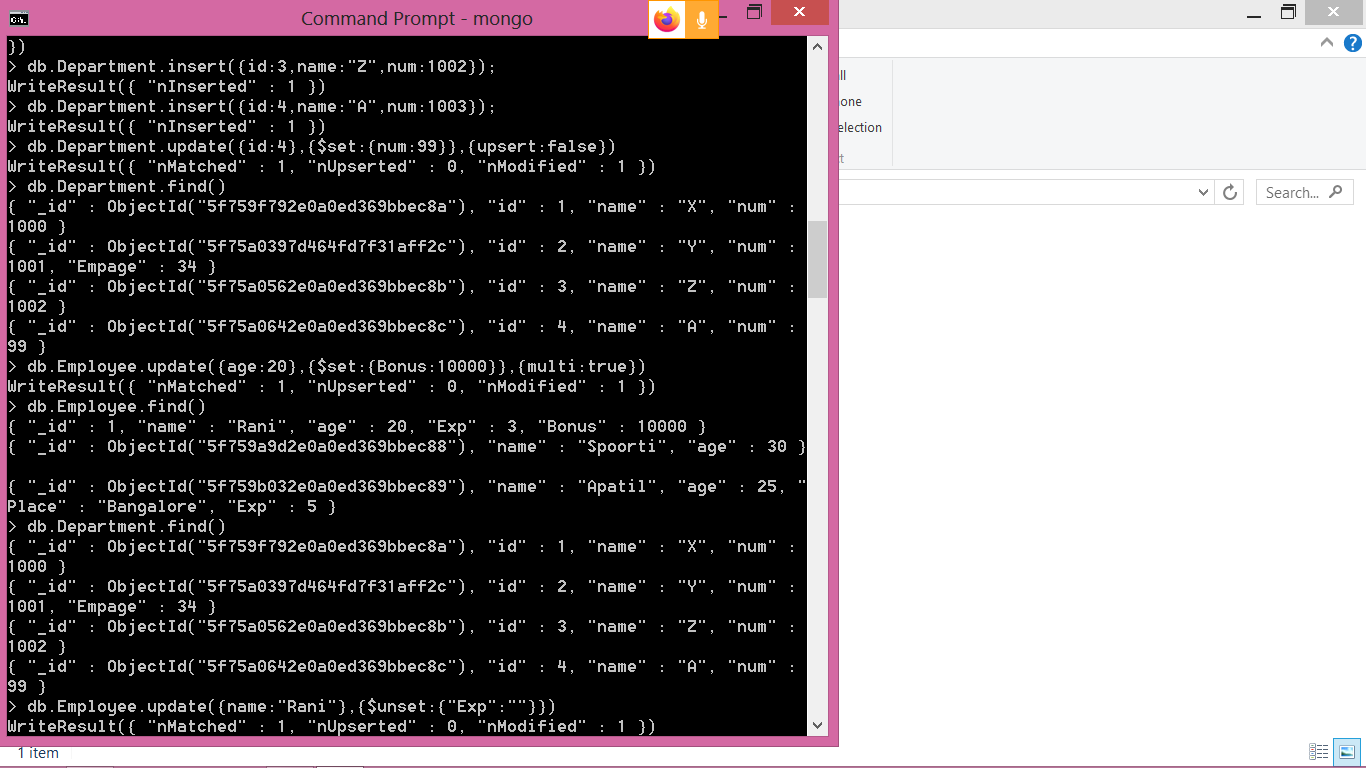 Command Prompt - mongo
})
> db.Department.insert({id:3,name:"Z",num:1002});
WriteResult({ "nInserted" : 1 })
> db.Department.insert({id:4,name:"A",num:1003});
WriteResult({ "nInserted" : 1 })
> db.Department.update({id:4},{$set:{num:99}},{upsert:false})
WriteResult({ "nMatched" : 1, "nUpserted" : 0, "nModified" : 1 })
> db.Department.find()
{ "_id" : ObjectId("5f759f792e0a0ed369bbec8a"), "id" : 1, "name" : "X", "num" :
1000 }
{ "_id" : ObjectId("5f75a0397d464fd7f31aff2c"), "id" : 2, "name" : "Y", "num" :
1001, "Empage" : 34 }
{ "_id" : ObjectId("5f75a0562e0a0ed369bbec8b"), "id" : 3, "name" : "Z", "num" :
1002 }
{ "_id" : ObjectId("5f75a0642e0a0ed369bbec8c"), "id" : 4, "name" : "A", "num" :
99 }
> db.Employee.update({age:20},{$set:{Bonus:10000}},{multi:true})
WriteResult({ "nMatched" : 1, "nUpserted" : 0, "nModified" : 1 })
> db.Employee.find()
{ "_id" : 1, "name" : "Rani", "age" : 20, "Exp" : 3, "Bonus" : 10000 }
{ "_id" : ObjectId("5f759a9d2e0a0ed369bbec88"), "name" : "Spoorti", "age" : 30 }
{ "_id" : ObjectId("5f759b032e0a0ed369bbec89"), "name" : "Apatil", "age" : 25, "
Place" : "Bangalore", "Exp" : 5 }
> db.Department.find()
{ "_id" : ObjectId("5f759f792e0a0ed369bbec8a"), "id" : 1, "name" : "X", "num" :
1000 }
{ "_id" : ObjectId("5f75a0397d464fd7f31aff2c"), "id" : 2, "name" : "Y", "num" :
1001, "Empage" : 34 }
{ "_id" : ObjectId("5f75a0562e0a0ed369bbec8b"), "id" : 3, "name" : "Z", "num" :
1002 }
{ "_id" : ObjectId("5f75a0642e0a0ed369bbec8c"), "id" : 4, "name" : "A", "num" :
99 }
> db.Employee.update({name:"Rani"},{$unset:{"Exp":""}})
WriteResult({ "nMatched" : 1, "nUpserted" : 0, "nModified" : 1 })
ll
one
election
t
Search...
1 item